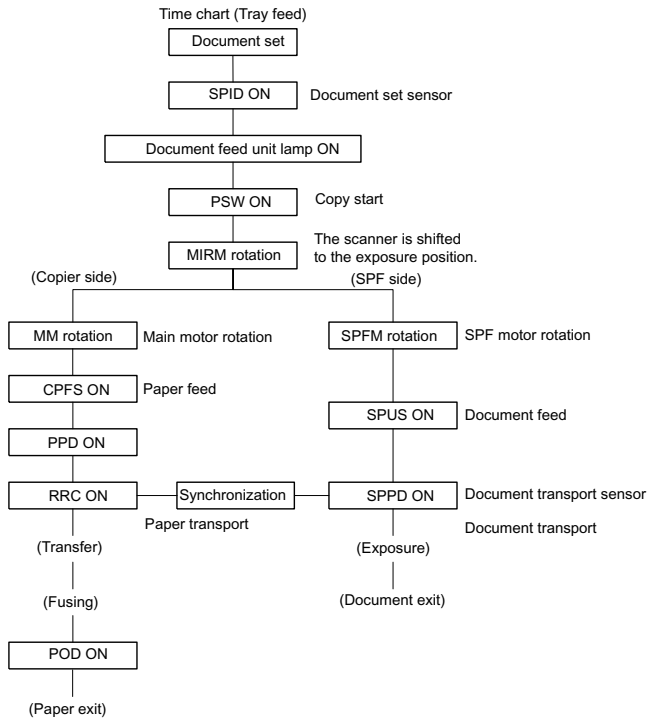 Time chart (Tray feed)
Document set
SPID ON
Document set sensor
Document feed unit lamp ON
PSW ON
Copy start
MIRM rotation
The scanner is shifted
to the exposure position.
(Copier side)
(SPF side)
MM rotation
Main motor rotation
SPFM rotation
SPF motor rotation
CPFS ON
Paper feed
SPUS ON
Document feed
PPD ON
RRC ON
Synchronization
SPPD ON
Document transport sensor
Paper transport
Document transport
(Transfer)
(Exposure)
(Fusing)
(Document exit)
POD ON
(Paper exit)